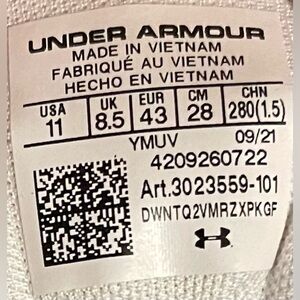 UNDER ARMOUR
MADE IN VIETNAM
FABRIQUÉ AU VIETNAM
HECHO EN VIETNAM
USA UK EUR CM CHN
11 8.5 43 28 280(1.5)
YMUV 09/21
4209260722
Art.3023559-101
DWNTQ2VMRZXPKGF